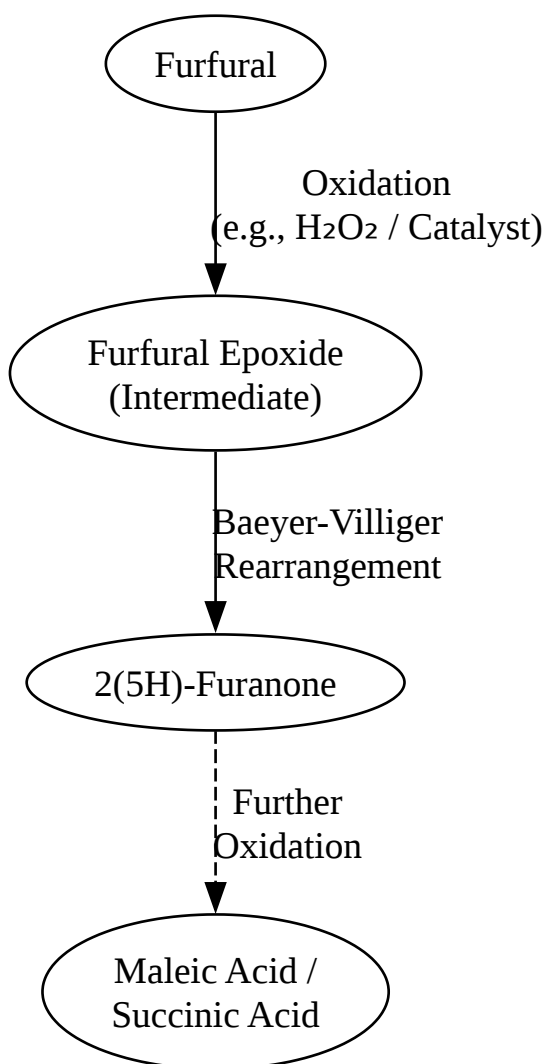 Furfural
Oxidation
(e.g., H₂O₂ / Catalyst)
Furfural Epoxide
(Intermediate)
Baeyer-Villiger
Rearrangement
2(5H)-Furanone
Further
Oxidation
Maleic Acid /
Succinic Acid